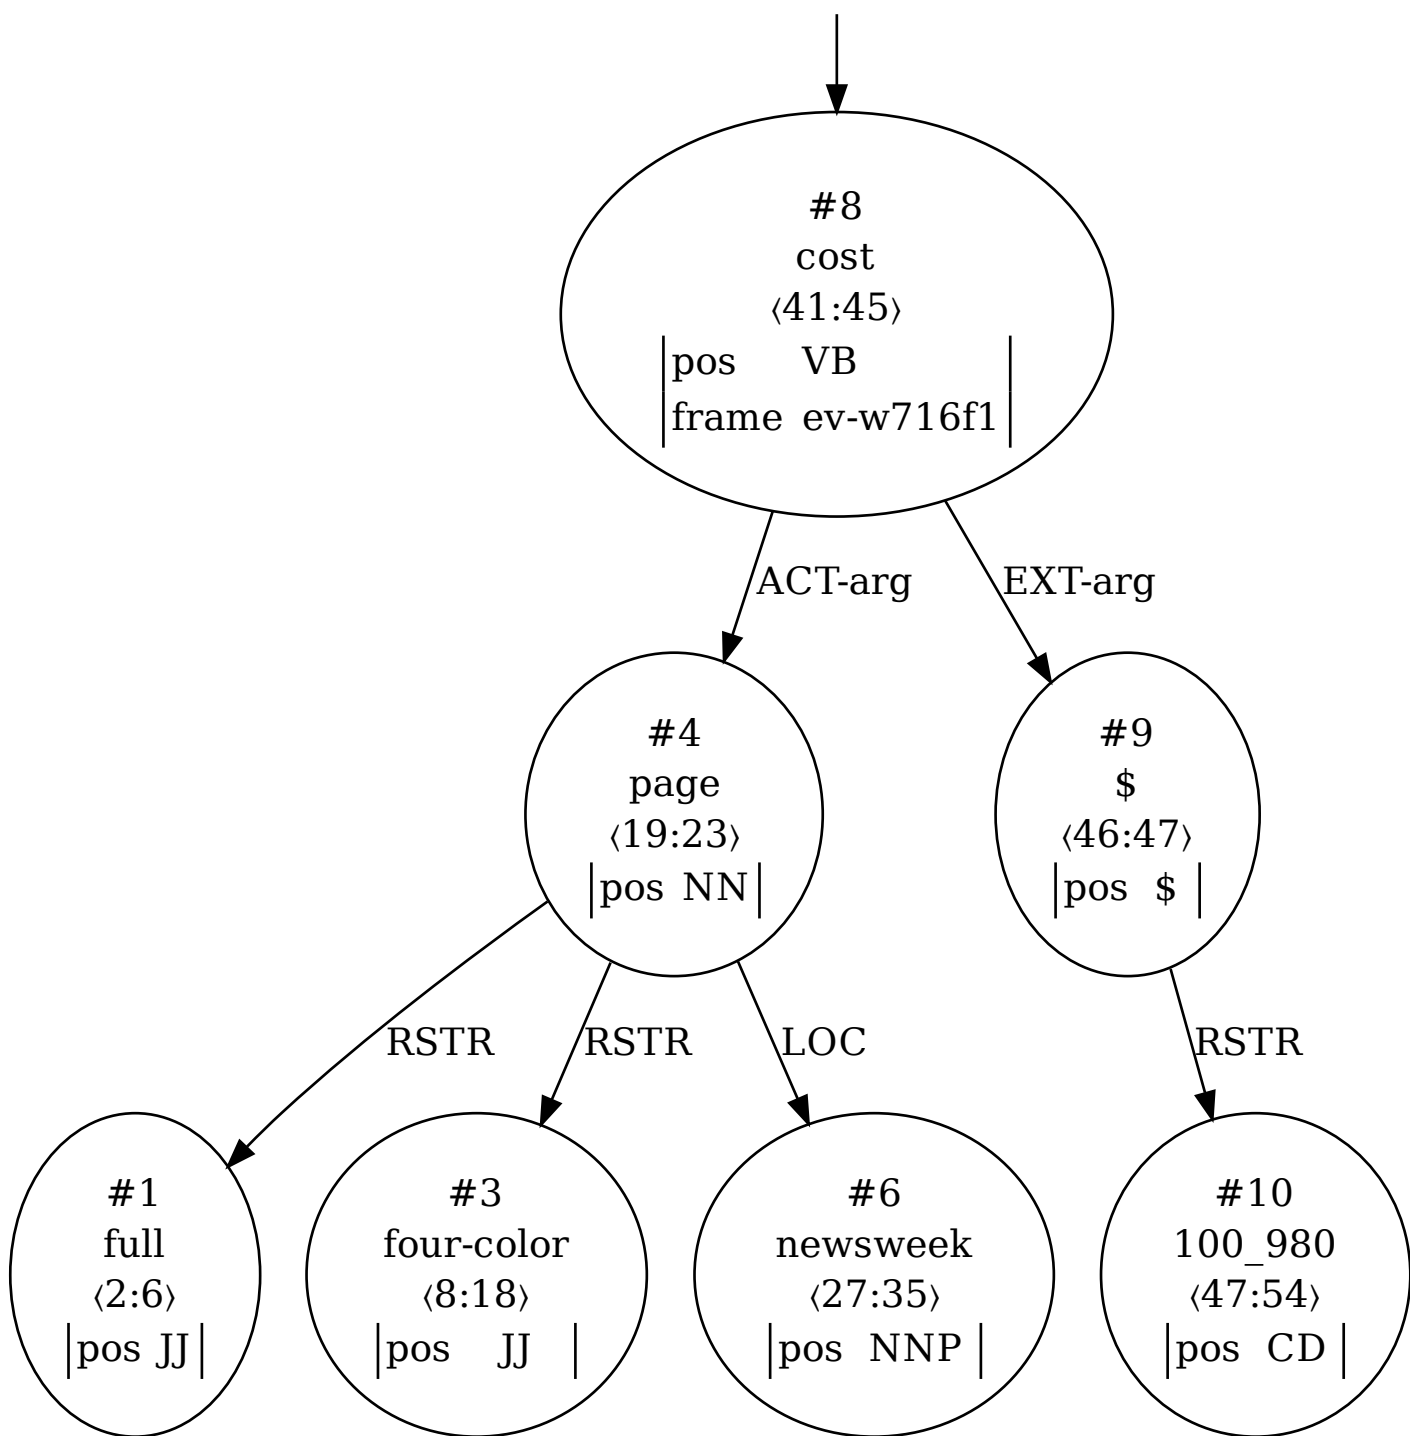 #8
cost
⟨41:45⟩
pos VB
frame ev-w716f1
ACT-arg
EXT-arg
#4
page
⟨19:23⟩
pos NN
#9
$
⟨46:47⟩
pos $
RSTR
RSTR
LOC
RSTR
#1
full
⟨2:6⟩
pos JJ
#3
four-color
⟨8:18⟩
pos JJ
#6
newsweek
⟨27:35⟩
pos NNP
#10
100_980
⟨47:54⟩
pos CD